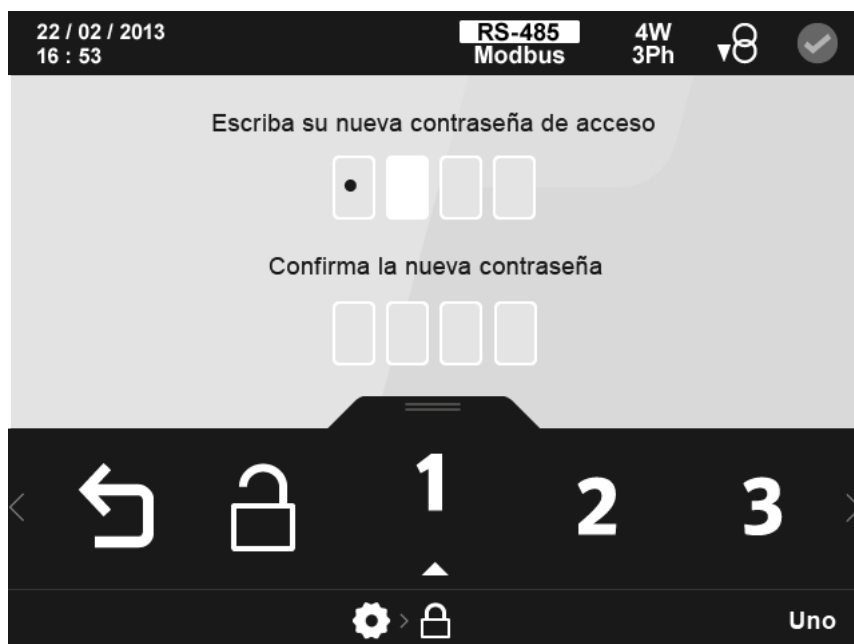 22 / 02 / 2013
16 : 53
RS-485
Modbus
4W
3Ph
Escriba su nueva contraseña de acceso
Confirma la nueva contraseña
1 2 3
Uno